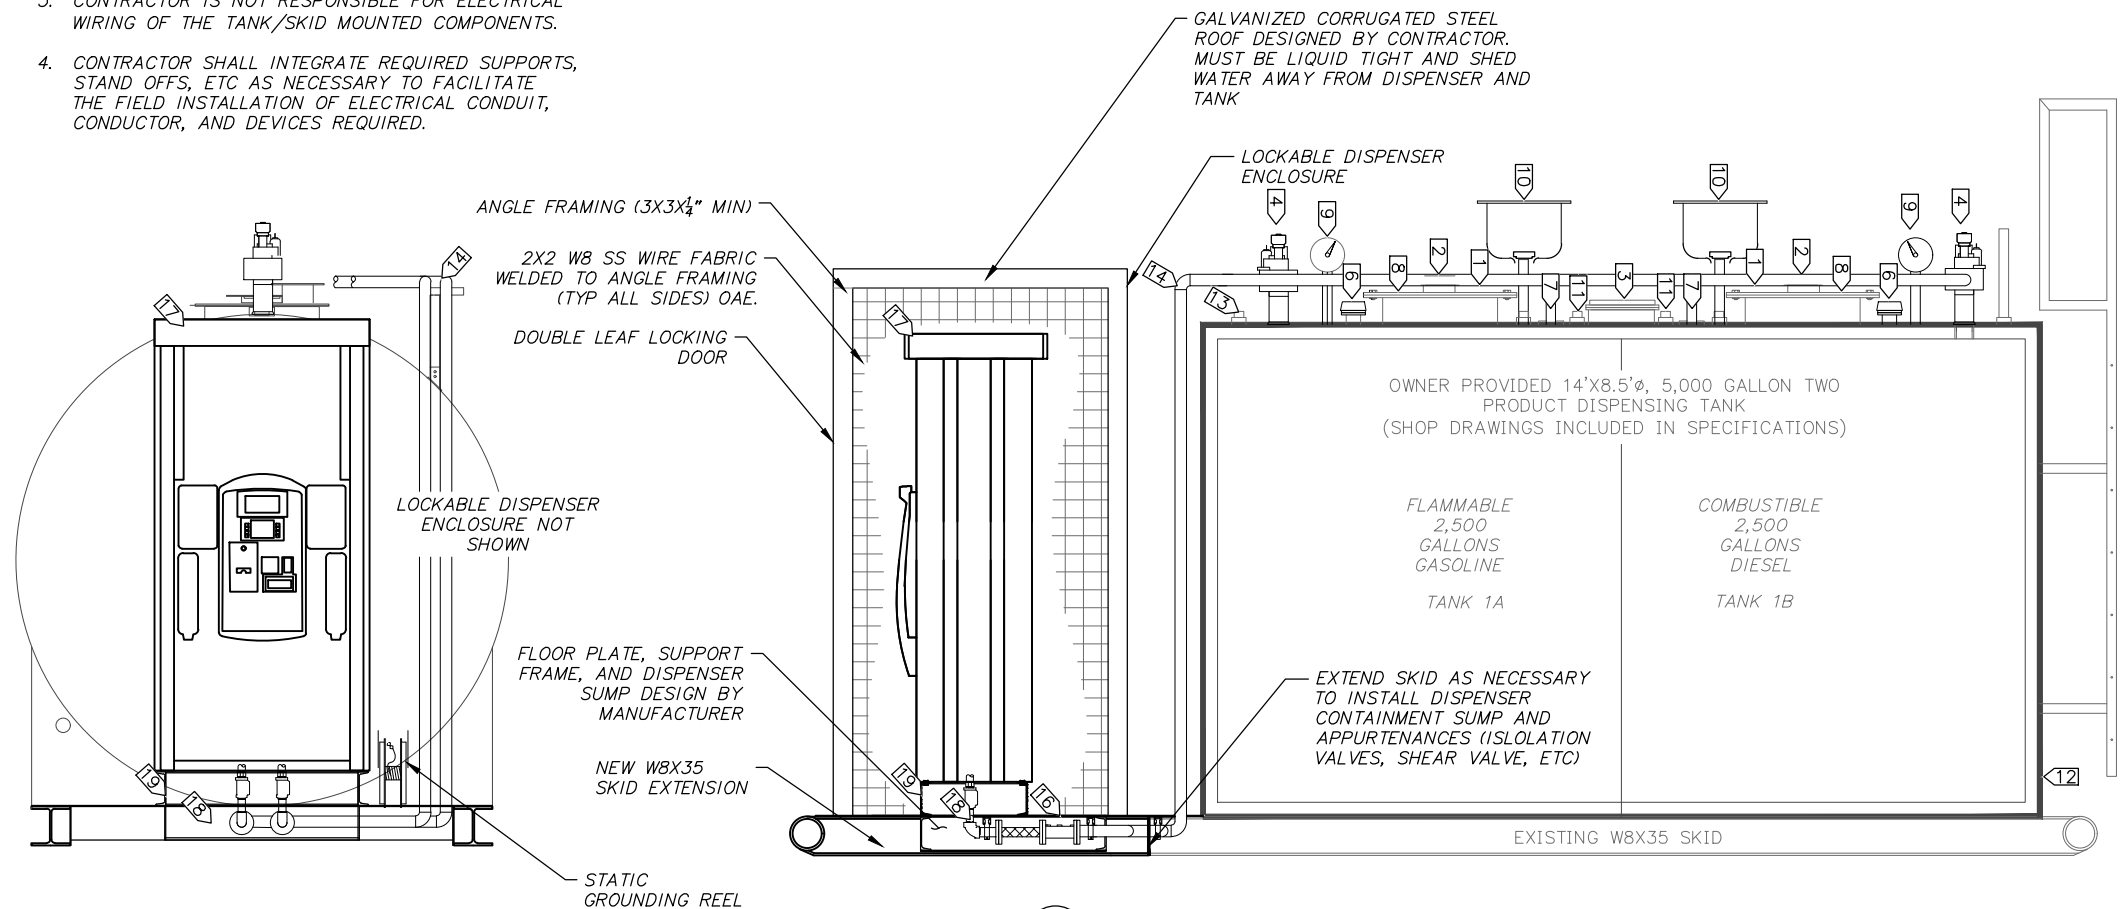 3. CONTRACTOR IS NOT RESPONSIBLE FOR ELECTRICAL
WIRING OF THE TANK/SKID MOUNTED COMPONENTS.
4. CONTRACTOR SHALL INTEGRATE REQUIRED SUPPORTS,
STAND OFFS, ETC AS NECESSARY TO FACILITATE
THE FIELD INSTALLATION OF ELECTRICAL CONDUIT,
CONDUCTOR, AND DEVICES REQUIRED.
GALVANIZED CORRUGATED STEEL
ROOF DESIGNED BY CONTRACTOR.
MUST BE LIQUID TIGHT AND SHED
WATER AWAY FROM DISPENSER AND
TANK
LOCKABLE DISPENSER
ENCLOSURE
ANGLE FRAMING (3X3X1/4" MIN)
2X2 W8 SS WIRE FABRIC
WELDED TO ANGLE FRAMING
(TYP ALL SIDES) OAE.
DOUBLE LEAF LOCKING
DOOR
14
17
LOCKABLE DISPENSER
ENCLOSURE NOT
SHOWN
19
18
STATIC
GROUNDING REEL
FLOOR PLATE, SUPPORT
FRAME, AND DISPENSER
SUMP DESIGN BY
MANUFACTURER
NEW W8X35
SKID EXTENSION
17
19
18
16
14
13
4
9
6
8
2
1
10
7
11
3
11
7
10
1
2
8
6
9
4
OWNER PROVIDED 14'X8.5'ø, 5,000 GALLON TWO
PRODUCT DISPENSING TANK
(SHOP DRAWINGS INCLUDED IN SPECIFICATIONS)
FLAMMABLE
2,500
GALLONS
GASOLINE
TANK 1A
COMBUSTIBLE
2,500
GALLONS
DIESEL
TANK 1B
EXTEND SKID AS NECESSARY
TO INSTALL DISPENSER
CONTAINMENT SUMP AND
APPURTENANCES (ISLOLATION
VALVES, SHEAR VALVE, ETC)
12
EXISTING W8X35 SKID